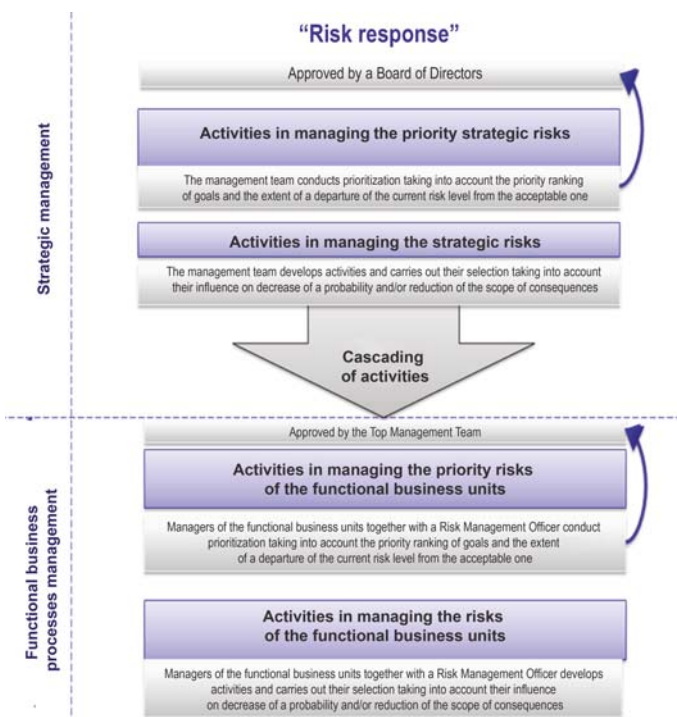 “Risk response”
Strategic management
Approved by a Board of Directors
Activities in managing the priority strategic risks
The management team conducts prioritization taking into account the priority ranking
of goals and the extent of a departure of the current risk level from the acceptable one
Activities in managing the strategic risks
The management team develops activities and carries out their selection taking into account
their influence on decrease of a probability and/or reduction of the scope of consequences
Cascading
of activities
Functional business
processes management
Approved by the Top Management Team
Activities in managing the priority risks
of the functional business units
Managers of the functional business units together with a Risk Management Officer conduct
prioritization taking into account the priority ranking of goals and the extent
of a departure of the current risk level from the acceptable one
Activities in managing the risks
of the functional business units
Managers of the functional business units together with a Risk Management Officer develops
activities and carries out their selection taking into account their influence
on decrease of a probability and/or reduction of the scope of consequences